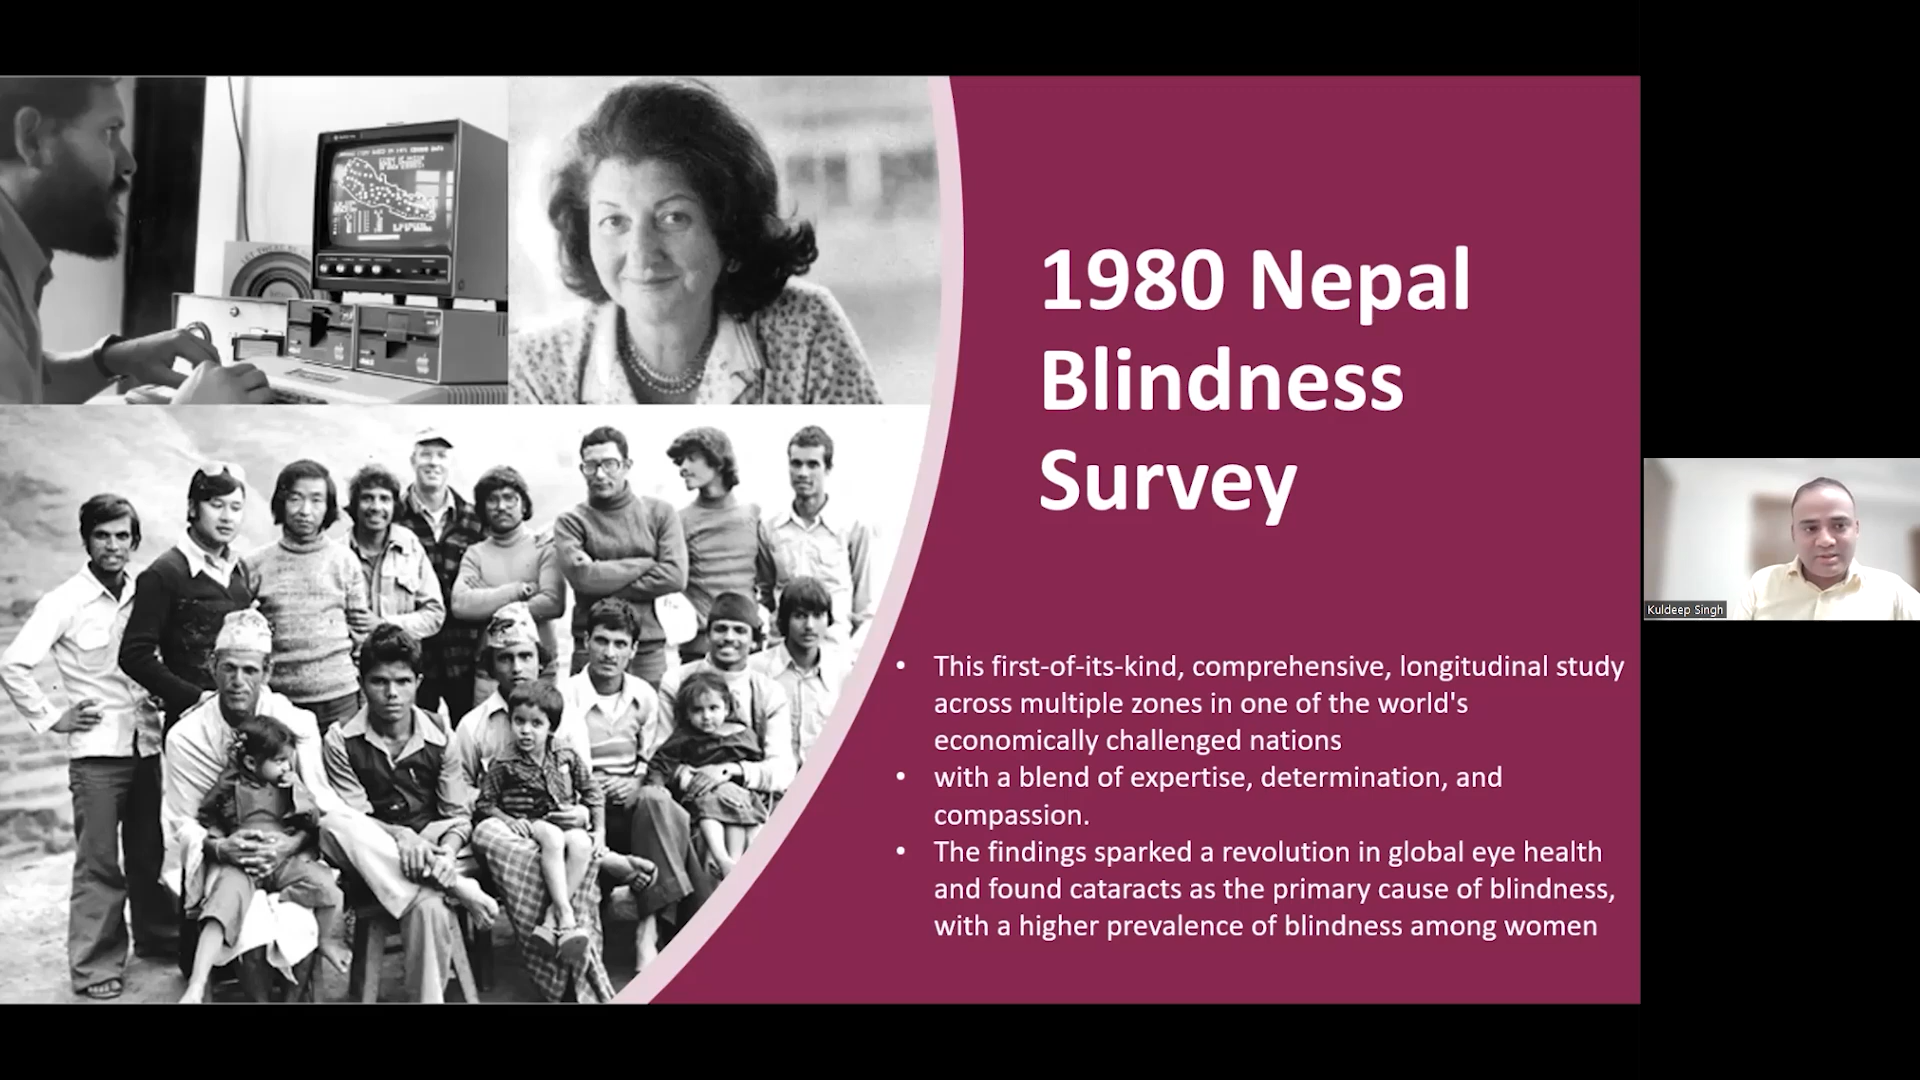 1980 Nepal
Blindness
Survey
• This first-of-its-kind, comprehensive, longitudinal study
across multiple zones in one of the world's
economically challenged nations
• with a blend of expertise, determination, and
compassion.
• The findings sparked a revolution in global eye health
and found cataracts as the primary cause of blindness,
with a higher prevalence of blindness among women
Kuldeep Singh